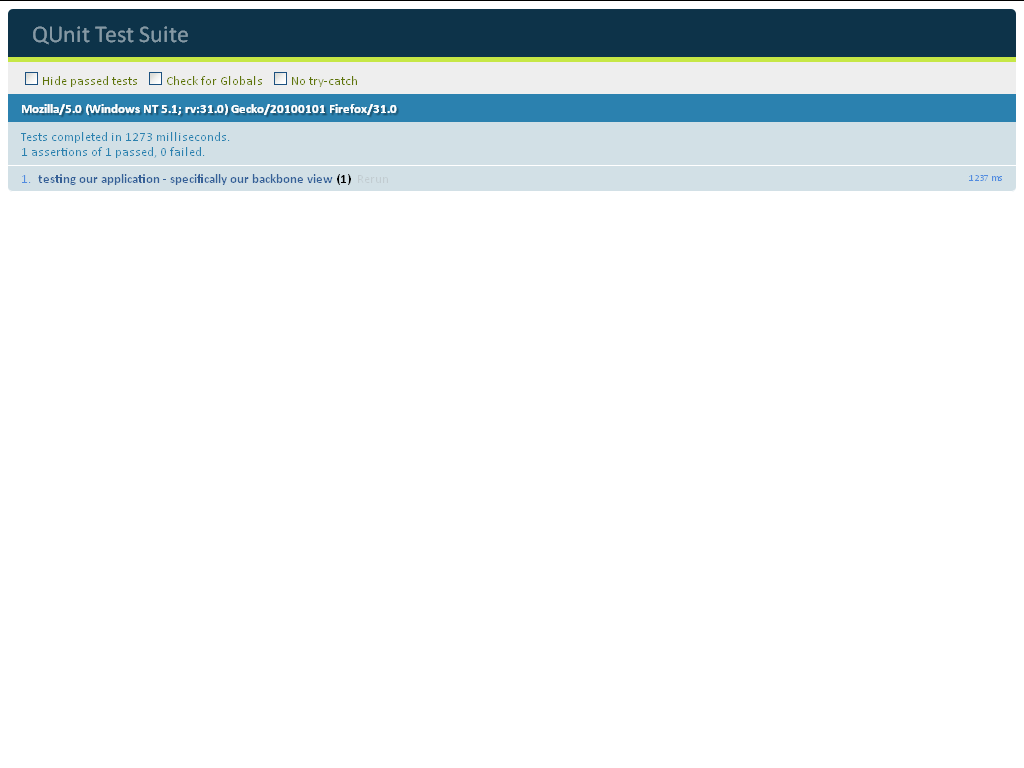 QUnit Test Suite
Hide passed tests Check for Globals No try-catch
Mozilla/5.0 (Windows NT 5.1; rv:31.0) Gecko/20100101 Firefox/31.0
Tests completed in 1273 milliseconds.
1 assertions of 1 passed, 0 failed.
1. testing our application - specifically our backbone view (1) Rerun 1237 ms